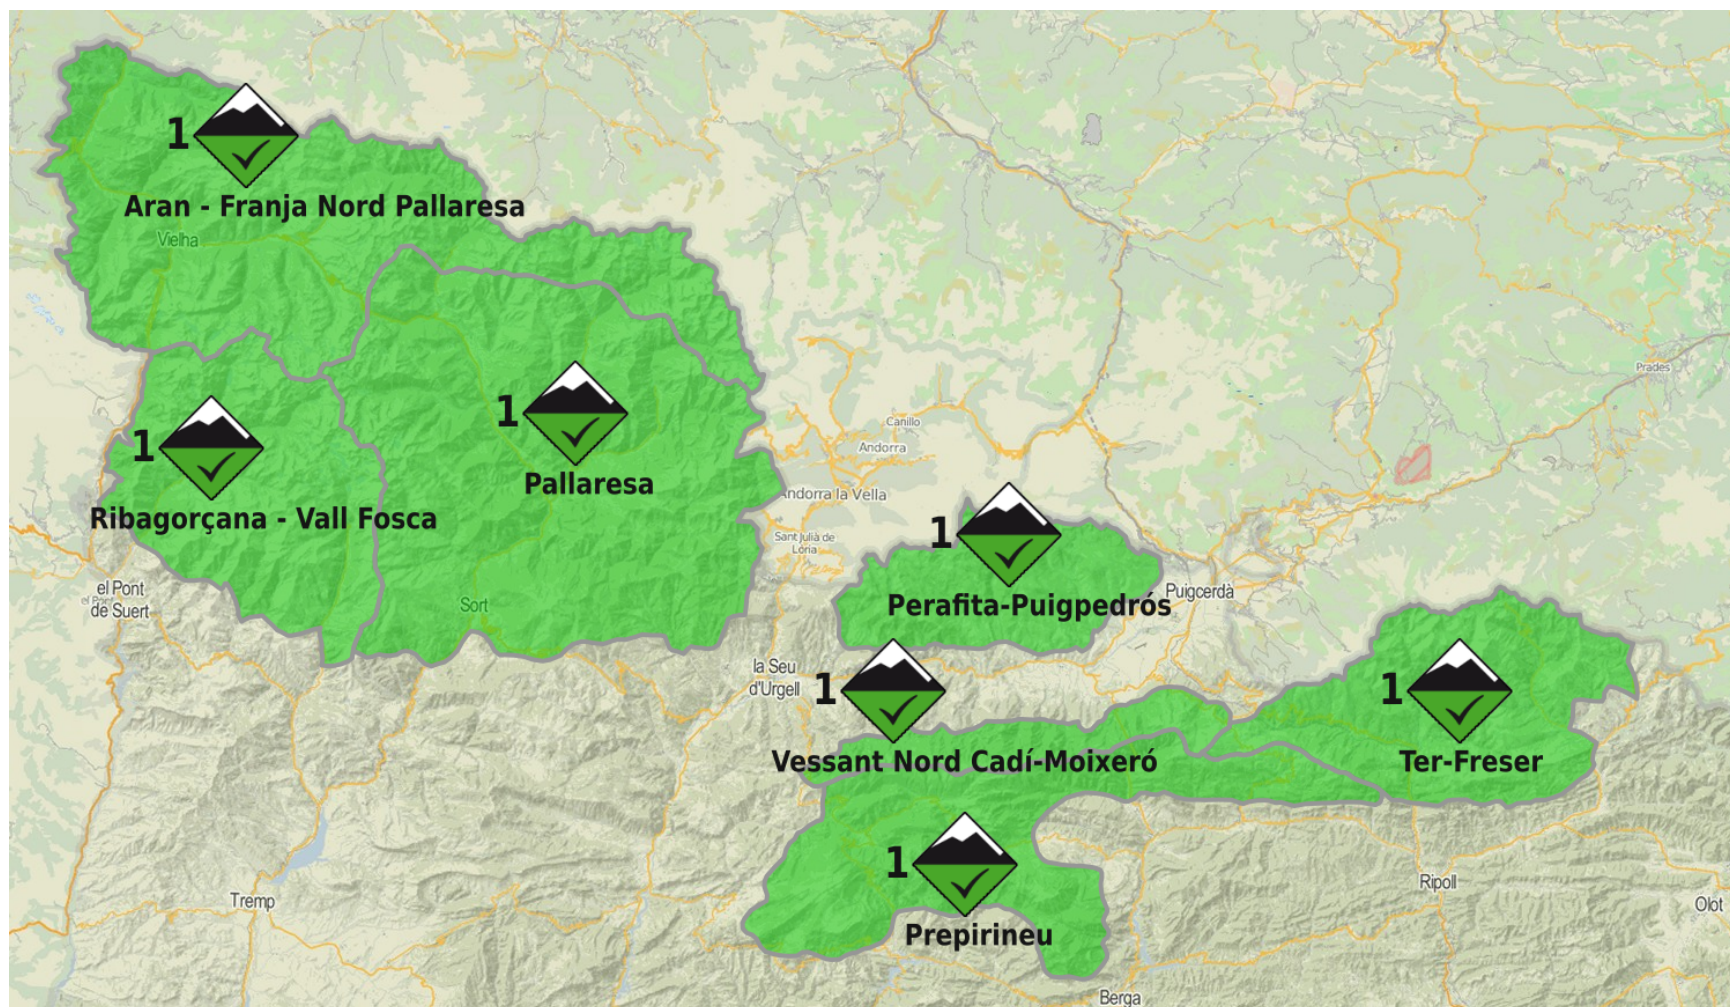 1
Aran - Franja Nord Pallaresa
Vielha
Prades
1
Pallaresa
1
Ribagorçana - Vall Fosca
Canillo
Andorra
Andorra la Vella
Sant Julià de
Lòria
1
Perafita-Puigpedrós
Puigcerdà
el Pont
de Suert
Sort
la Seu
d'Urgell
1
Vessant Nord Cadí-Moixeró
1
Ter-Freser
1
Prepirineu
Tremp
Ripoll
Olot
Berga